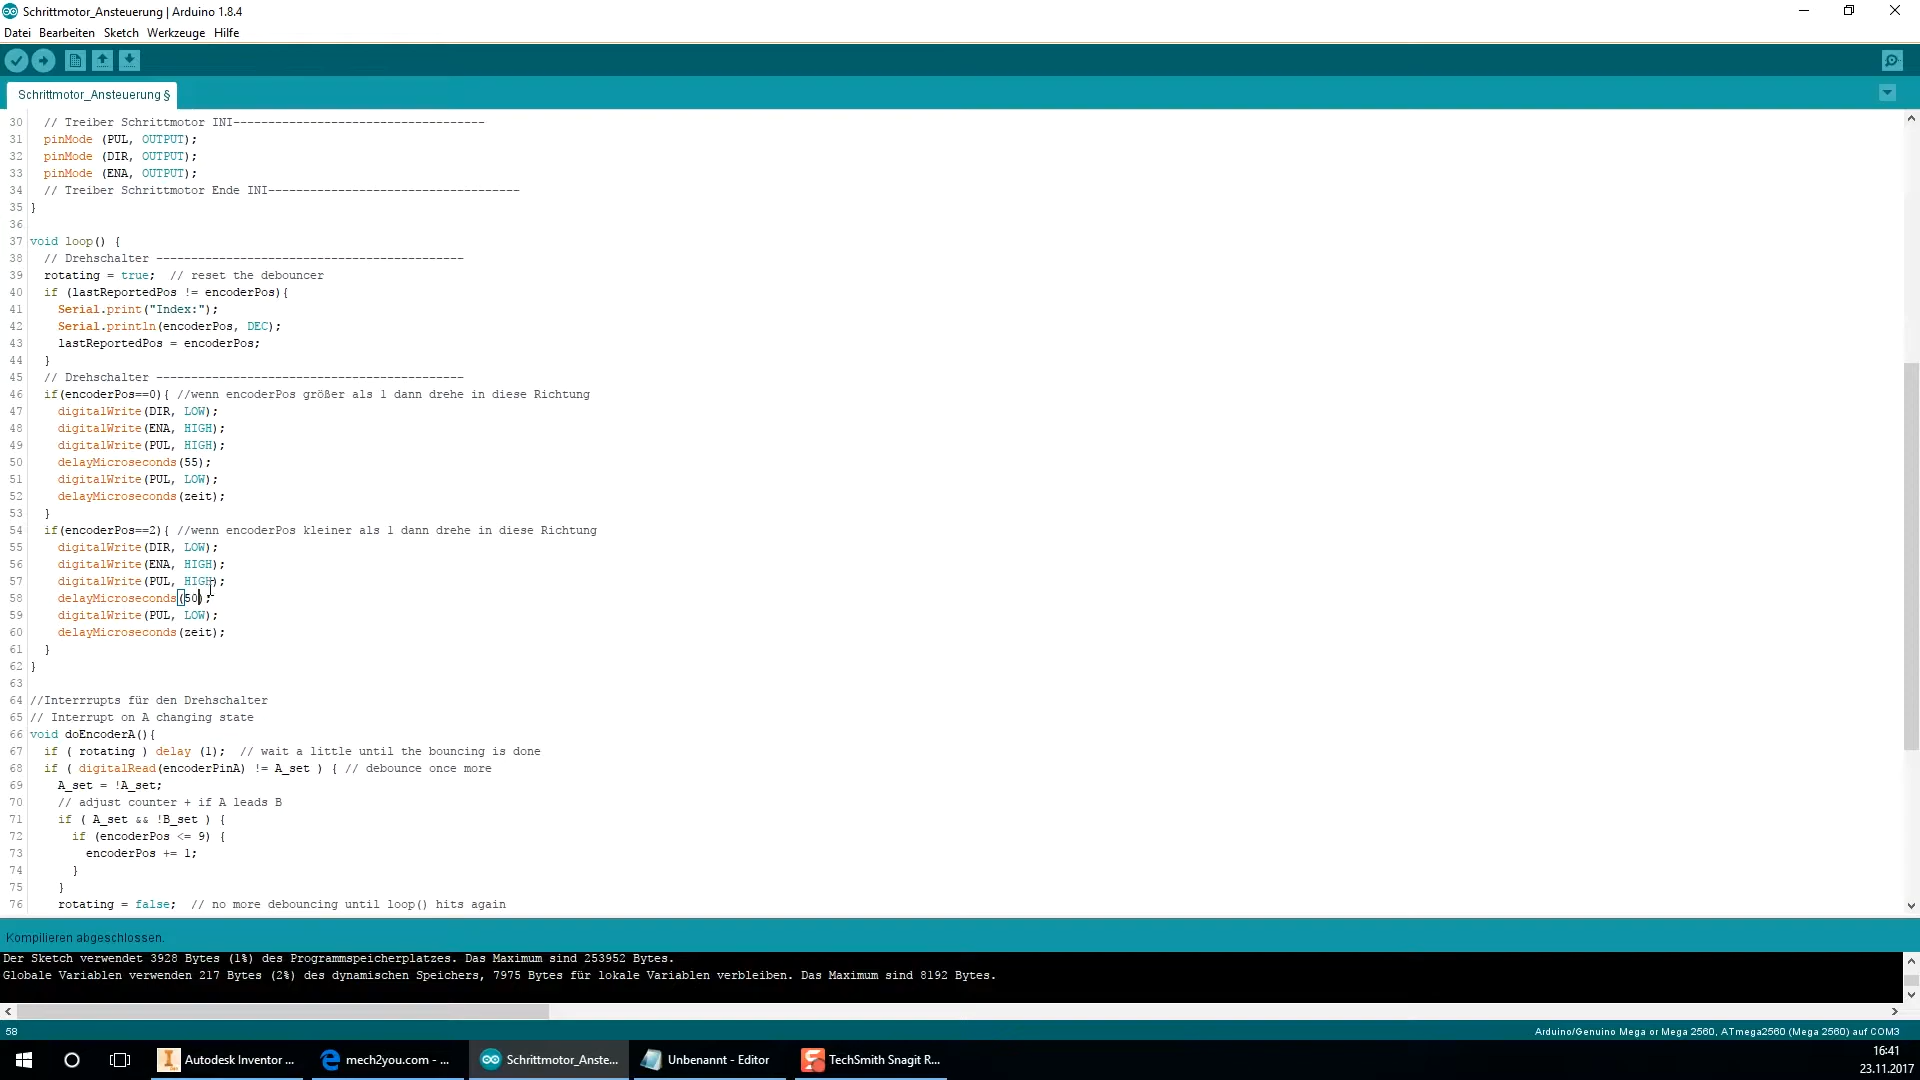 Schrittmotor_Ansteuerung | Arduino 1.8.4
Datei Bearbeiten Sketch Werkzeuge Hilfe
Schrittmotor_Ansteuerung §
30 // Treiber Schrittmotor INI------------------------------------
31 pinMode (PUL, OUTPUT);
32 pinMode (DIR, OUTPUT);
33 pinMode (ENA, OUTPUT);
34 // Treiber Schrittmotor Ende INI------------------------------------
35 }
36
37 void loop() {
38 // Drehschalter --------------------------------------------
39 rotating = true;  // reset the debouncer
40 if (lastReportedPos != encoderPos){
41 Serial.print("Index:");
42 Serial.println(encoderPos, DEC);
43 lastReportedPos = encoderPos;
44 }
45 // Drehschalter --------------------------------------------
46 if(encoderPos==0){ //wenn encoderPos größer als 1 dann drehe in diese Richtung
47 digitalWrite(DIR, LOW);
48 digitalWrite(ENA, HIGH);
49 digitalWrite(PUL, HIGH);
50 delayMicroseconds(55);
51 digitalWrite(PUL, LOW);
52 delayMicroseconds(zeit);
53 }
54 if(encoderPos==2){ //wenn encoderPos kleiner als 1 dann drehe in diese Richtung
55 digitalWrite(DIR, LOW);
56 digitalWrite(ENA, HIGH);
57 digitalWrite(PUL, HIGH);
58 delayMicroseconds(50);
59 digitalWrite(PUL, LOW);
60 delayMicroseconds(zeit);
61 }
62 }
63
64 //Interrrupts für den Drehschalter
65 // Interrupt on A changing state
66 void doEncoderA(){
67 if ( rotating ) delay (1);  // wait a little until the bouncing is done
68 if ( digitalRead(encoderPinA) != A_set ) { // debounce once more
69 A_set = !A_set;
70 // adjust counter + if A leads B
71 if ( A_set && !B_set ) {
72 if (encoderPos <= 9) {
73 encoderPos += 1;
74 }
75 }
76 rotating = false;  // no more debouncing until loop() hits again
Kompilieren abgeschlossen.
Der Sketch verwendet 3928 Bytes (1%) des Programmspeicherplatzes. Das Maximum sind 253952 Bytes.
Globale Variablen verwenden 217 Bytes (2%) des dynamischen Speichers, 7975 Bytes für lokale Variablen verbleiben. Das Maximum sind 8192 Bytes.
58 Arduino/Genuino Mega or Mega 2560, ATmega2560 (Mega 2560) auf COM3
Autodesk Inventor ... mech2you.com - ... Schrittmotor_Anste... Unbenannt - Editor TechSmith Snagit R... 16:41
23.11.2017